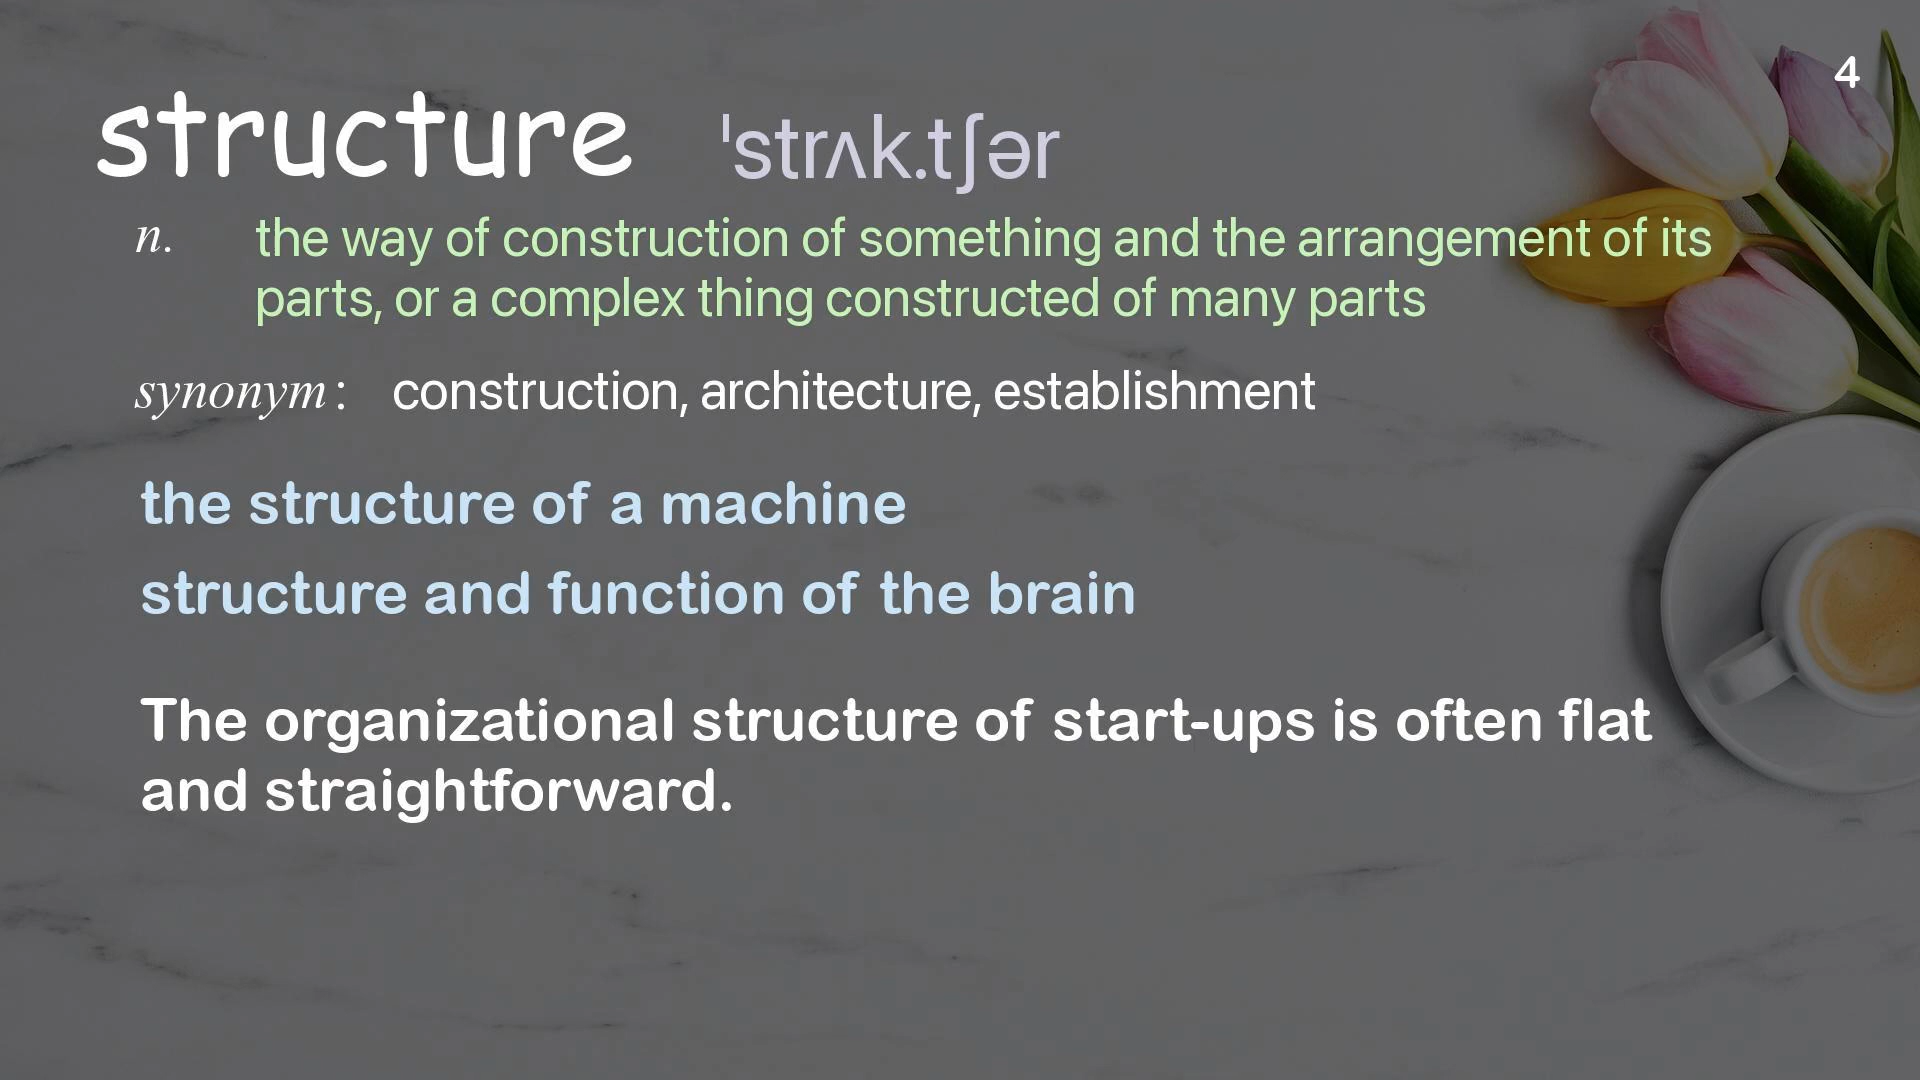 4
structure ˈstrʌk.tʃər
n. the way of construction of something and the arrangement of its
parts, or a complex thing constructed of many parts
synonym: construction, architecture, establishment
the structure of a machine
structure and function of the brain
The organizational structure of start-ups is often flat
and straightforward.